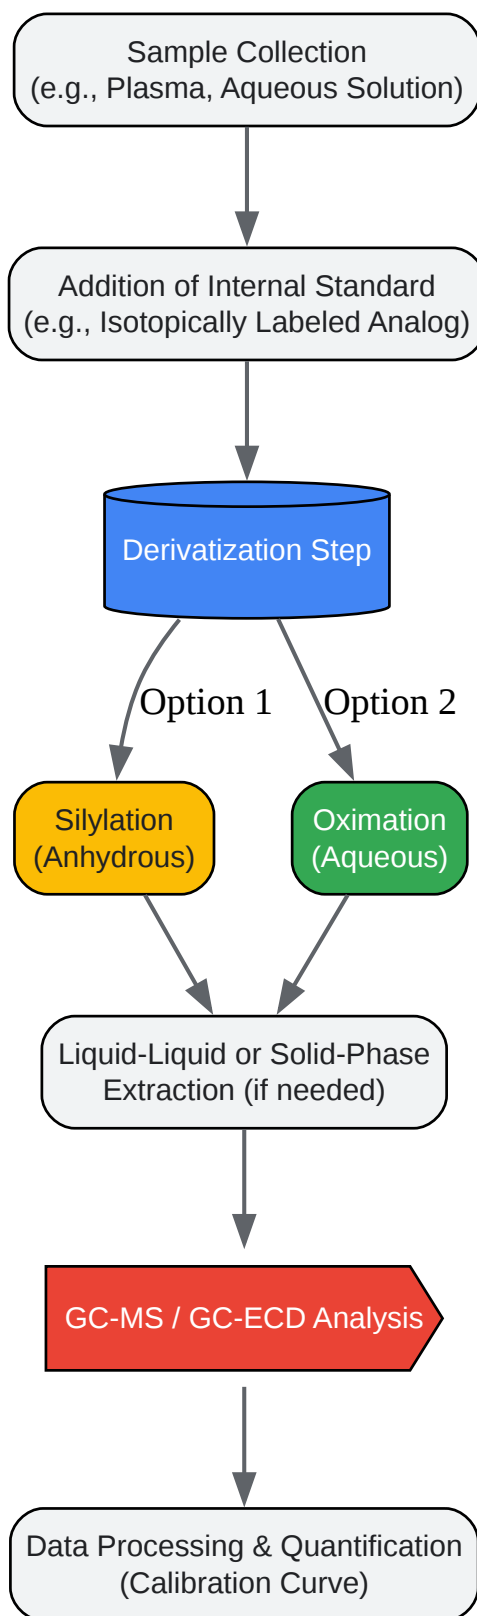 Sample Collection
(e.g., Plasma, Aqueous Solution)
Addition of Internal Standard
(e.g., Isotopically Labeled Analog)
Derivatization Step
Option 1
Option 2
Silylation
(Anhydrous)
Oximation
(Aqueous)
Liquid-Liquid or Solid-Phase
Extraction (if needed)
GC-MS / GC-ECD Analysis
Data Processing & Quantification
(Calibration Curve)